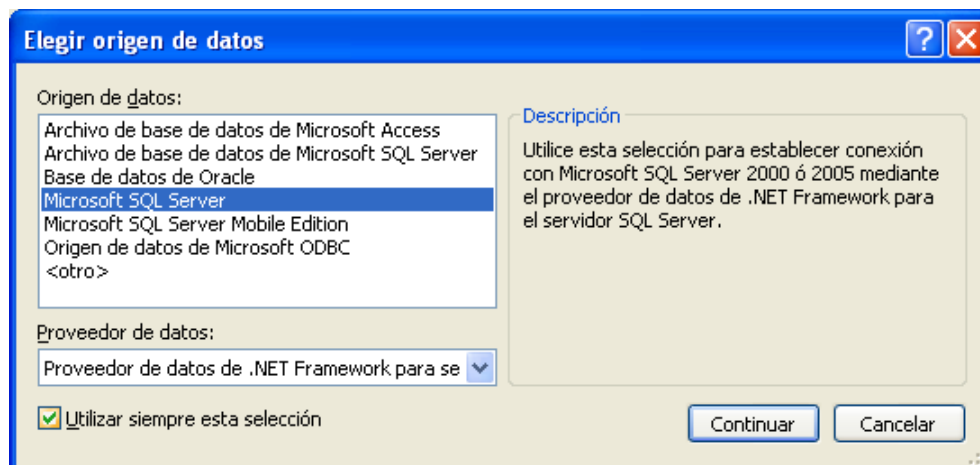 Elegir origen de datos
Origen de datos:
Archivo de base de datos de Microsoft Access
Archivo de base de datos de Microsoft SQL Server
Base de datos de Oracle
Microsoft SQL Server
Microsoft SQL Server Mobile Edition
Origen de datos de Microsoft ODBC
<otro>
Descripción
Utilice esta selección para establecer conexión
con Microsoft SQL Server 2000 ó 2005 mediante
el proveedor de datos de .NET Framework para
el servidor SQL Server.
Proveedor de datos:
Proveedor de datos de .NET Framework para se
Utilizar siempre esta selección
Continuar
Cancelar